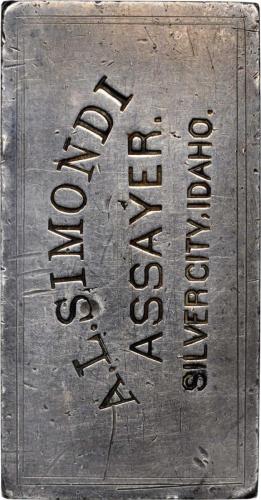 A.L.SIMONDI
ASSAYER.
SILVER CITY, IDAHO.